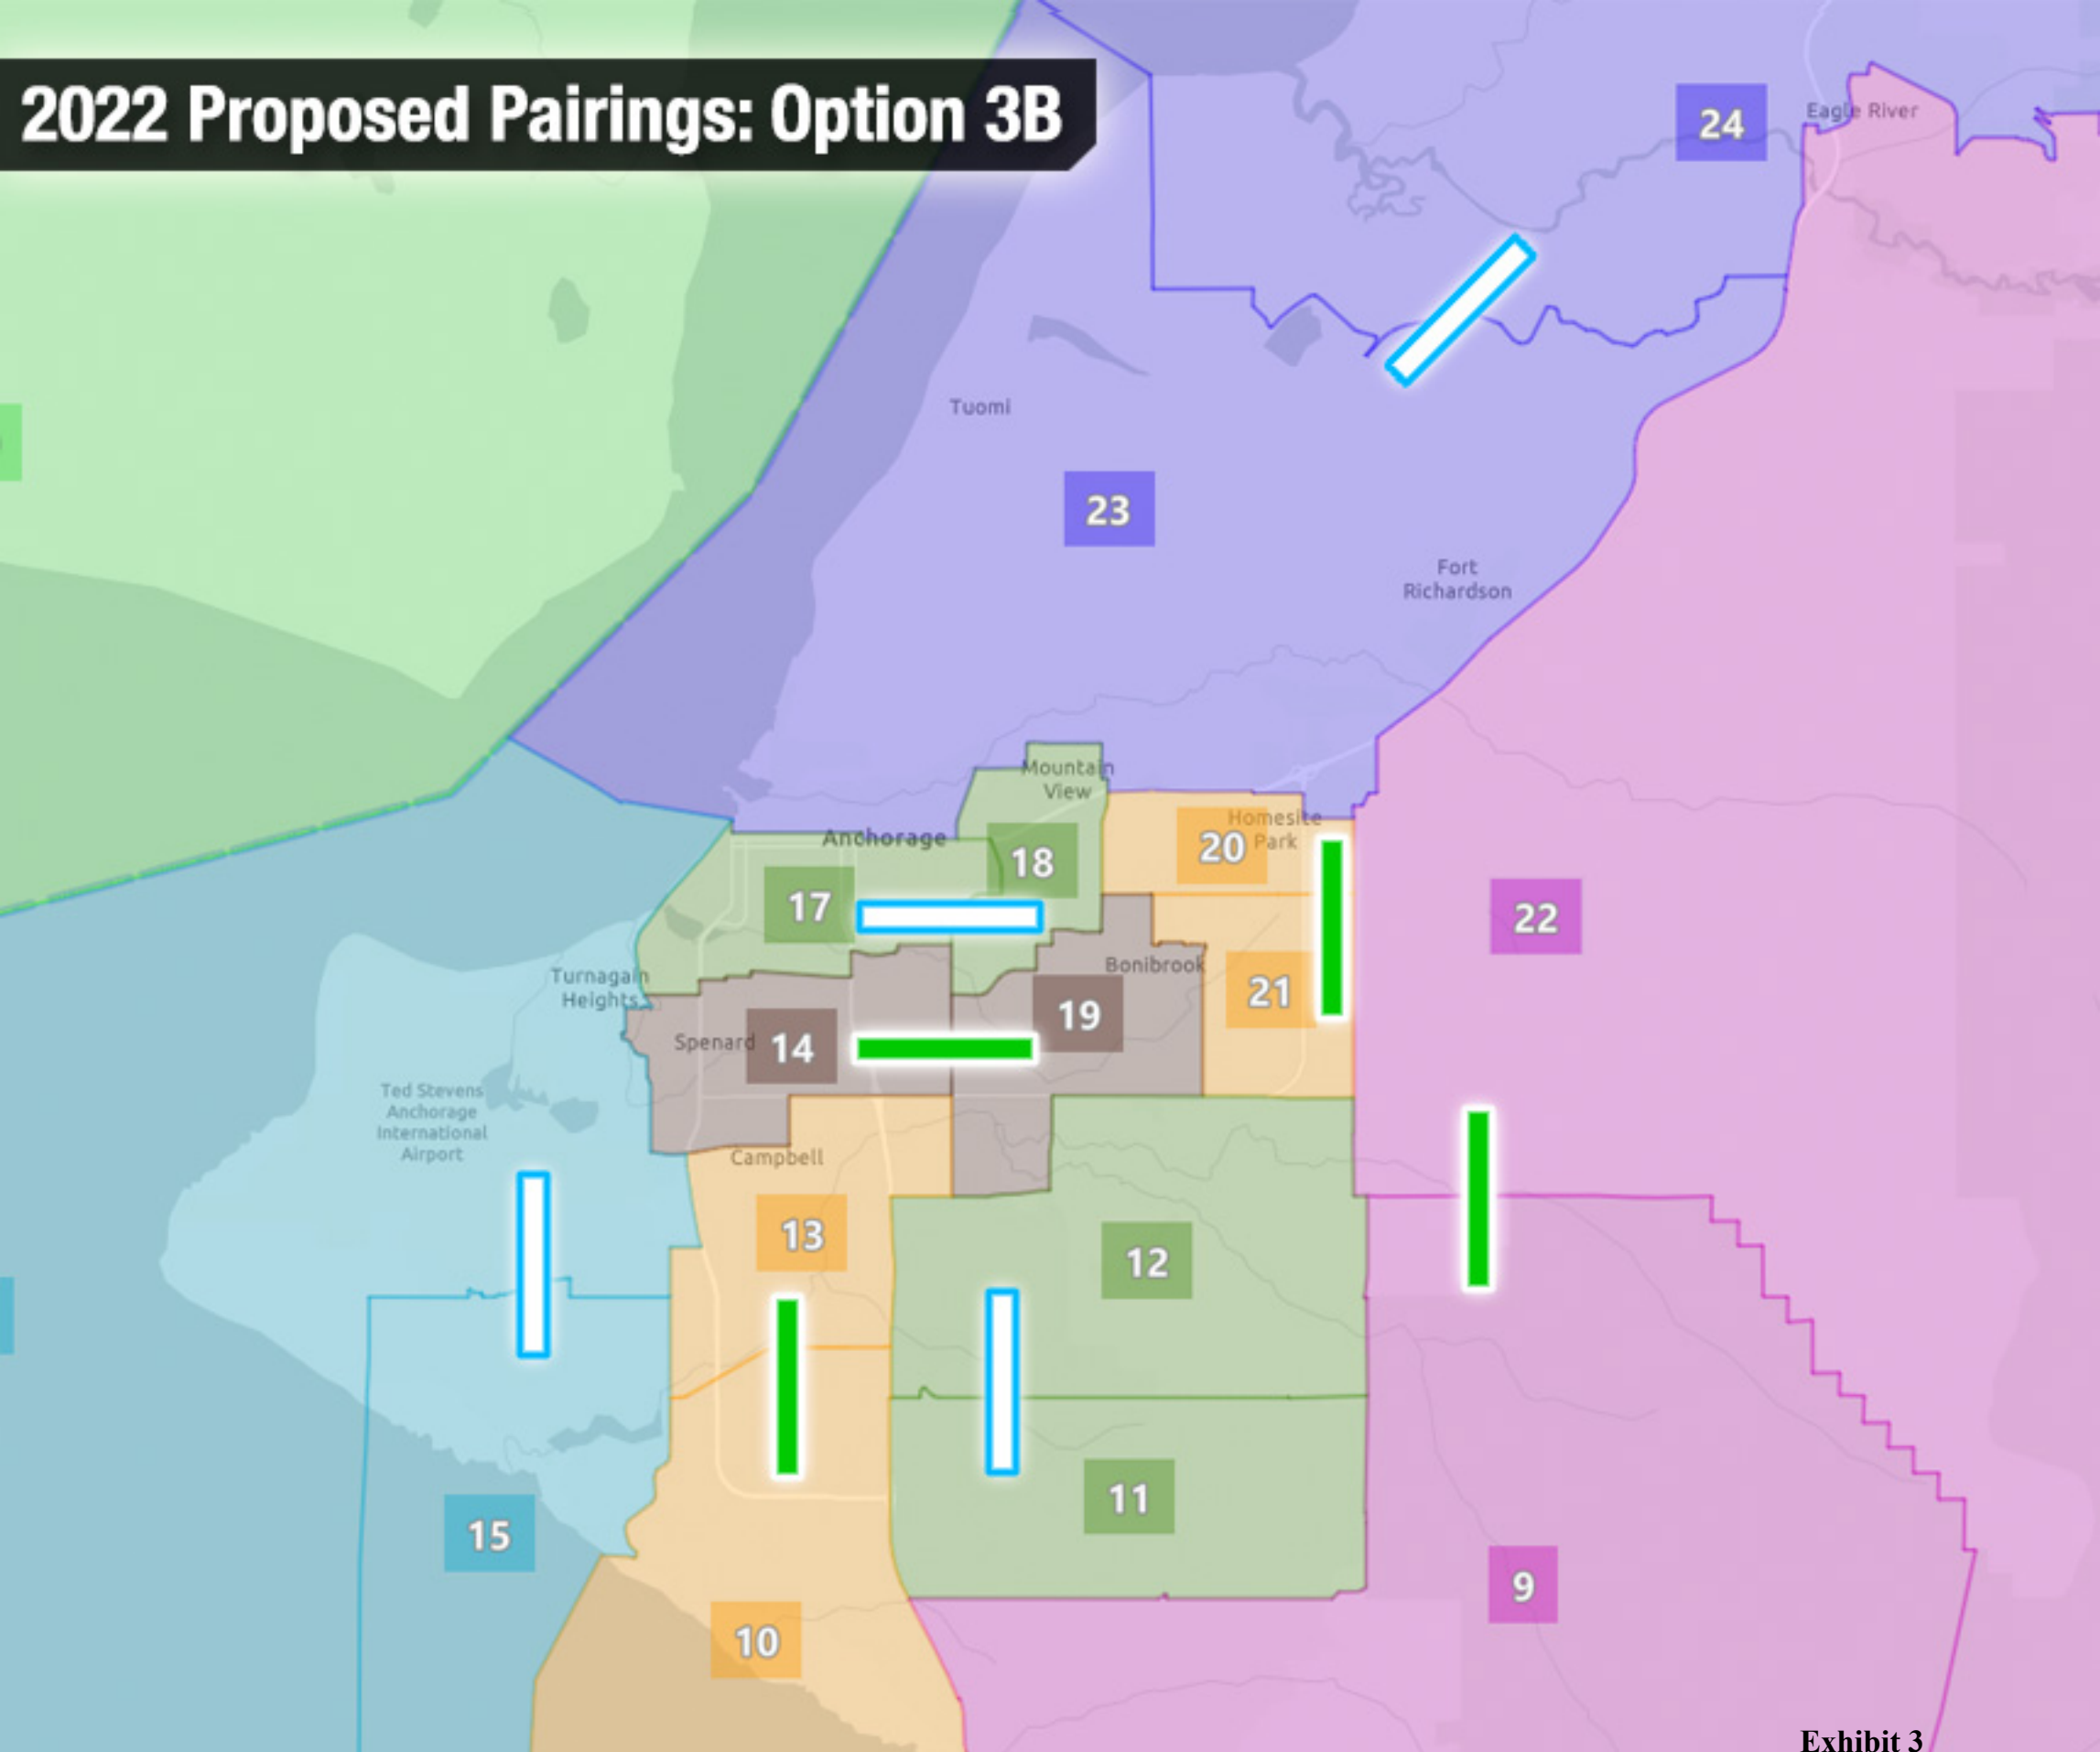 2022 Proposed Pairings: Option 3B
24
Eagle River
Tuomi
23
Fort
Richardson
Mountain
View
Homesite
Park
Anchorage
18
20
17
22
Turnagain
Heights
Bonibrook
21
19
Spenard
14
Ted Stevens
Anchorage
International
Airport
Campbell
13
12
11
15
9
10
Exhibit 3